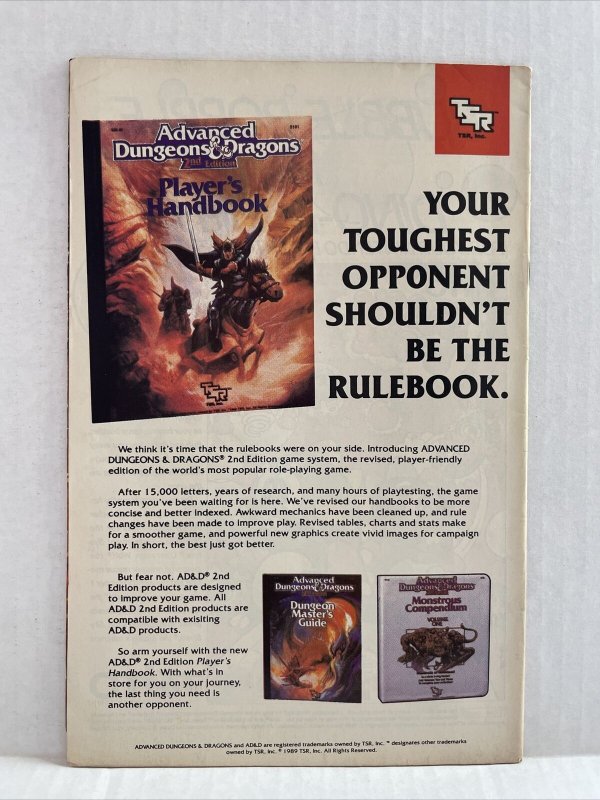 TSR
TSR, Inc.
Advanced
Dungeons & Dragons
2nd Edition
Player's
Handbook
TSR
TSR, Inc.
YOUR
TOUGHEST
OPPONENT
SHOULDN'T
BE THE
RULEBOOK.
We think it's time that the rulebooks were on your side. Introducing ADVANCED
DUNGEONS & DRAGONS® 2nd Edition game system, the revised, player-friendly
edition of the world's most popular role-playing game.
After 15,000 letters, years of research, and many hours of playtesting, the game
system you've been waiting for is here. We've revised our handbooks to be more
concise and better indexed. Awkward mechanics have been cleaned up, and rule
changes have been made to improve play. Revised tables, charts and stats make
for a smoother game, and powerful new graphics create vivid images for campaign
play. In short, the best just got better.
But fear not. AD&D® 2nd
Edition products are designed
to improve your game. All
AD&D 2nd Edition products are
compatible with exisiting
AD&D products.
So arm yourself with the new
AD&D® 2nd Edition Player's
Handbook. With what's in
store for you on your journey,
the last thing you need is
another opponent.
Advanced
Dungeons & Dragons
Dungeon
Master's
Guide
Advanced
Dungeons & Dragons
Monstrous
Compendium
VOLUME
ONE
ADVANCED DUNGEONS & DRAGONS and AD&D are registered trademarks owned by TSR, Inc. ™ designates other trademarks
owned by TSR, Inc. © 1989 TSR, Inc. All Rights Reserved.